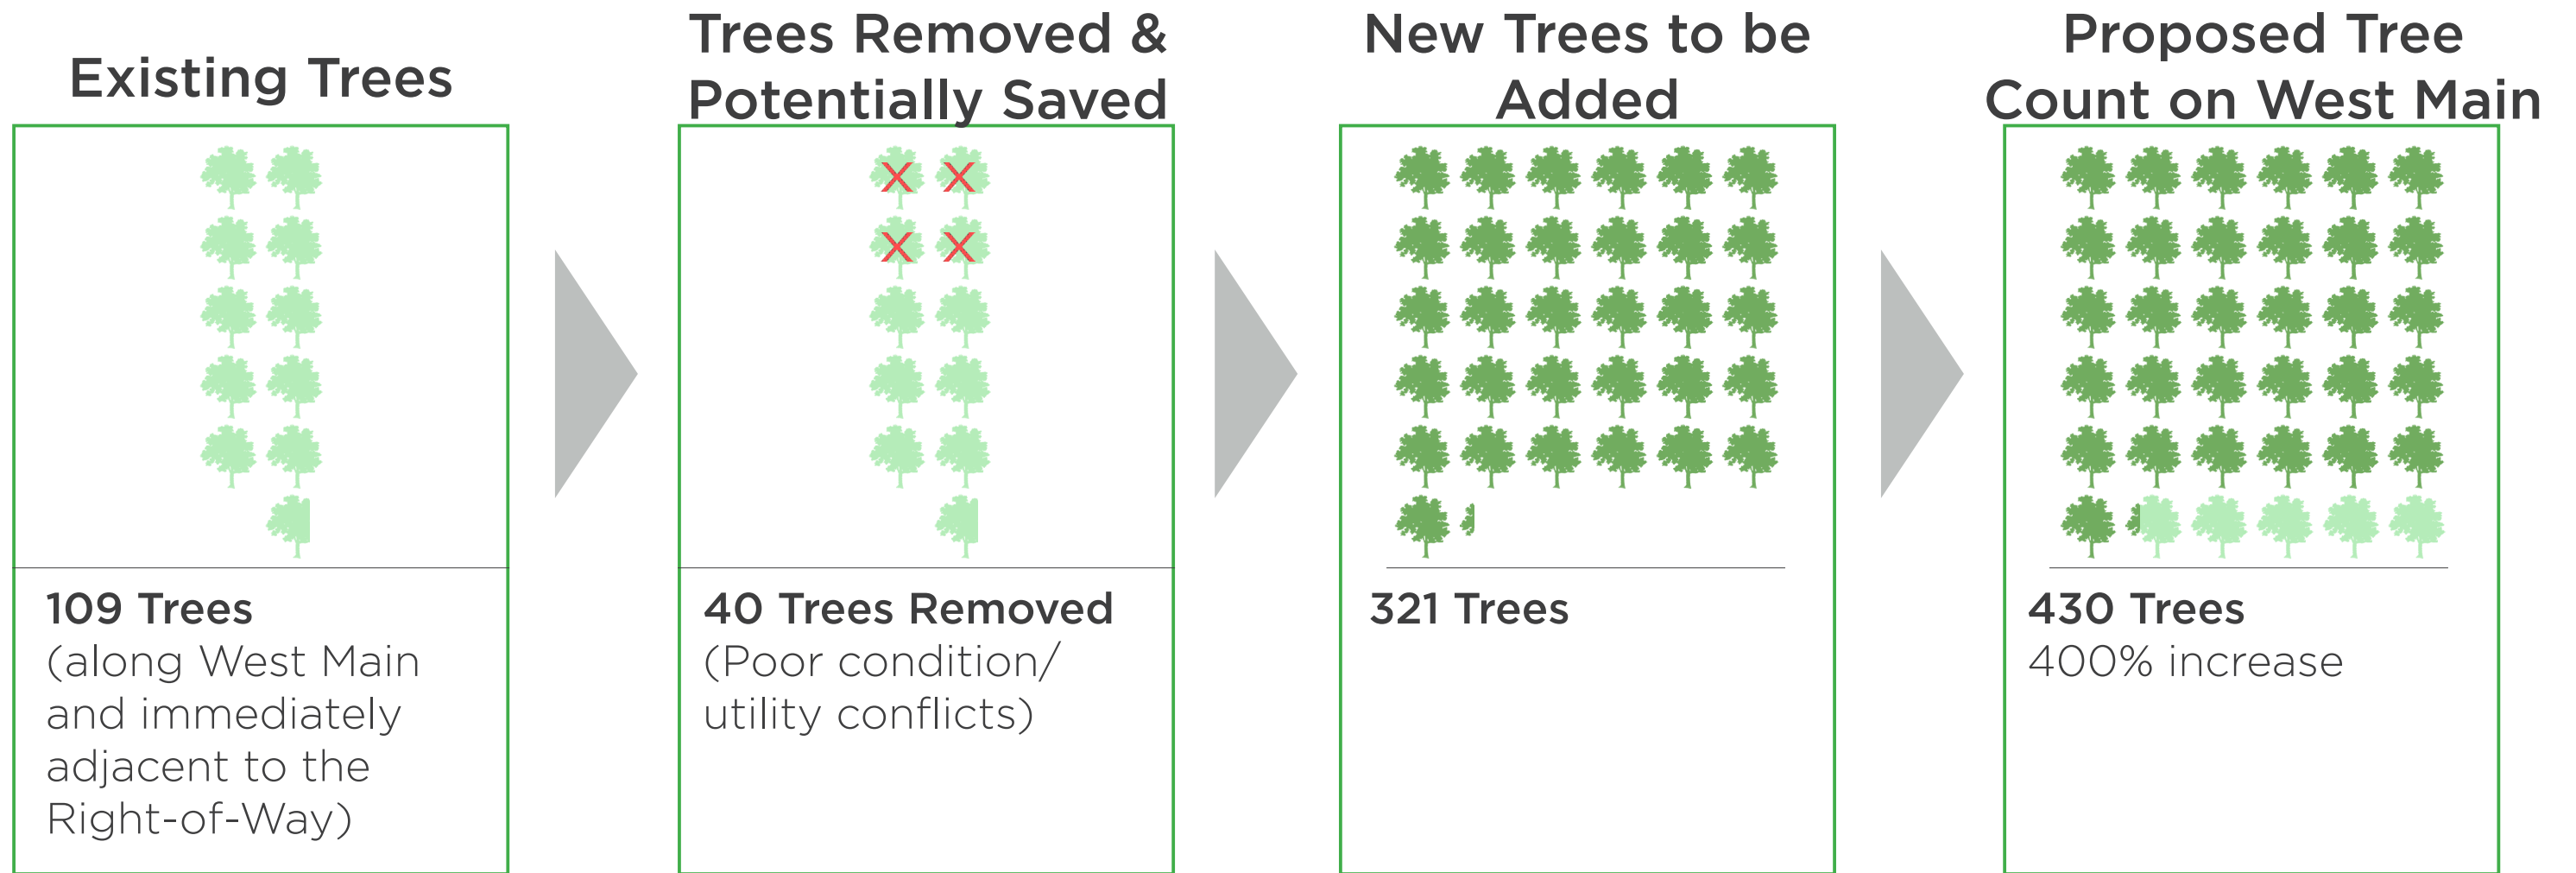 Existing Trees
109 Trees
(along West Main
and immediately
adjacent to the
Right-of-Way)
Trees Removed &
Potentially Saved
40 Trees Removed
(Poor condition/
utility conflicts)
New Trees to be
Added
321 Trees
Proposed Tree
Count on West Main
430 Trees
400% increase